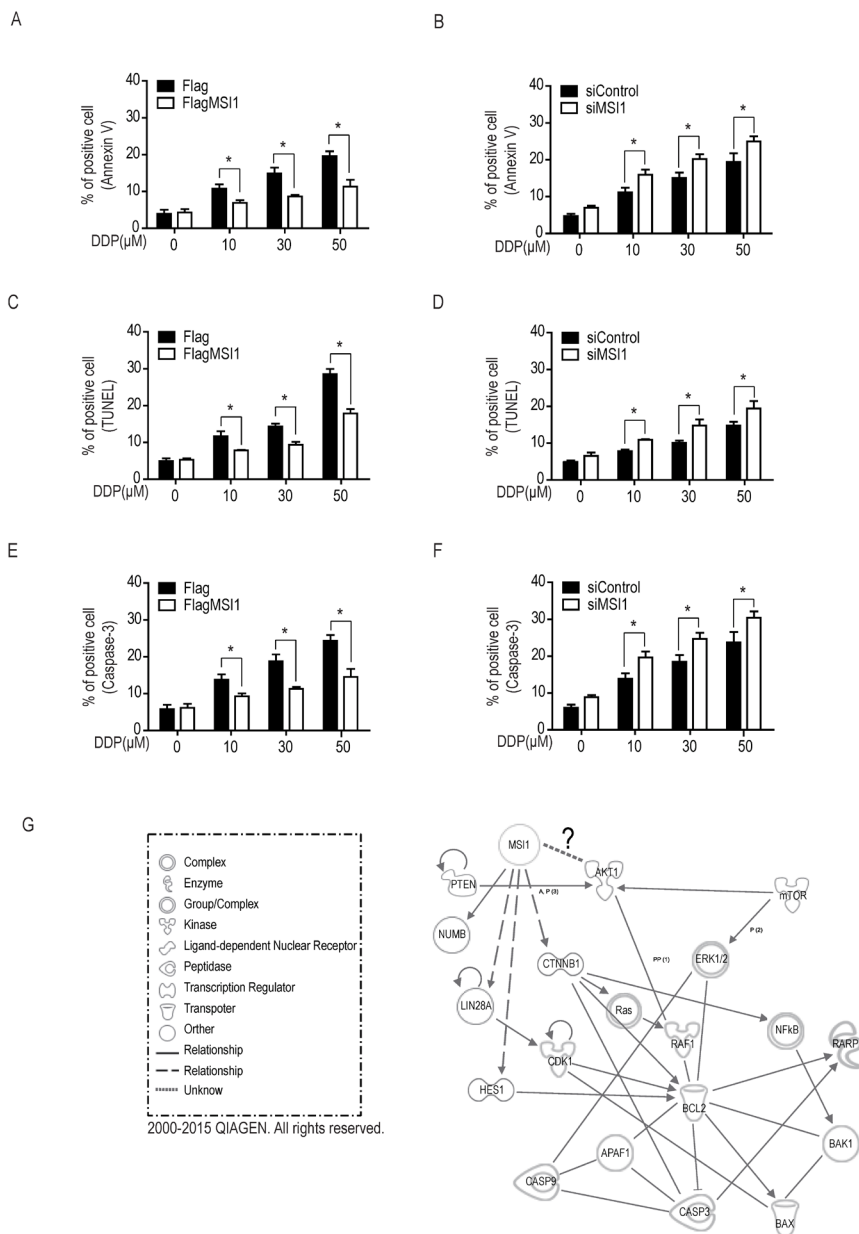 A
Flag
FlagMSI1
% of positive cell
(Annexin V)
40
30
20
10
0
*
*
*
DDP(µM)
0
10
30
50
B
siControl
siMSI1
% of positive cell
(Annexin V)
40
30
20
10
0
*
*
*
DDP(µM)
0
10
30
50
C
Flag
FlagMSI1
% of positive cell
(TUNEL)
40
30
20
10
0
*
*
*
DDP(µM)
0
10
30
50
D
siControl
siMSI1
% of positive cell
(TUNEL)
40
30
20
10
0
*
*
*
DDP(µM)
0
10
30
50
E
Flag
FlagMSI1
% of positive cell
(Caspase-3)
40
30
20
10
0
*
*
*
DDP(µM)
0
10
30
50
F
siControl
siMSI1
% of positive cell
(Caspase-3)
40
30
20
10
0
*
*
*
DDP(µM)
0
10
30
50
G
Complex
Enzyme
Group/Complex
Kinase
Ligand-dependent Nuclear Receptor
Peptidase
Transcription Regulator
Transpoter
Orther
Relationship
Relationship
Unknow
2000-2015 QIAGEN. All rights reserved.
MSI1
?
AKT1
PTEN
A, P (3)
mTOR
NUMB
P (2)
PP (1)
CTNNB1
ERK1/2
LIN28A
Ras
NFkB
RAF1
RARP
CDK1
HES1
BCL2
BAK1
APAF1
CASP9
CASP3
BAX